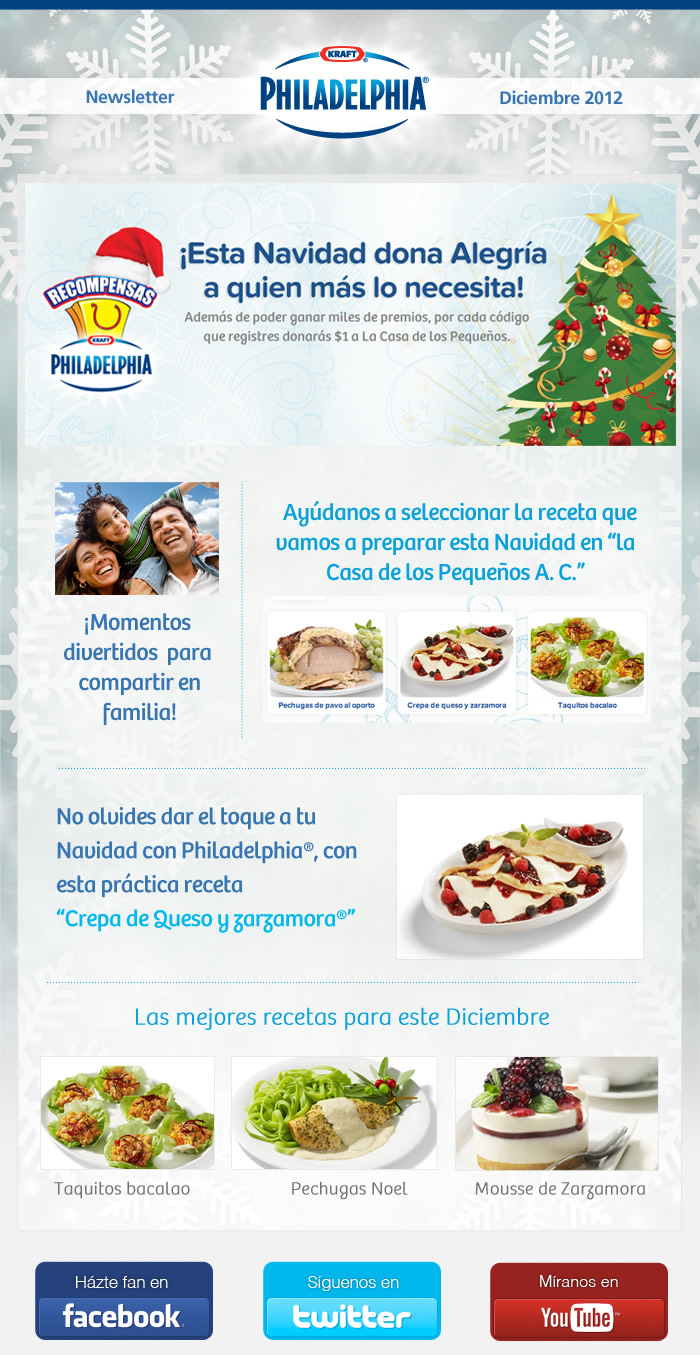 KRAFT
PHILADELPHIA®
Newsletter
Diciembre 2012
RECOMPENSAS
KRAFT
PHILADELPHIA
¡Esta Navidad dona Alegría
a quien más lo necesita!
Además de poder ganar miles de premios, por cada código
que registres donarás $1 a La Casa de los Pequeños.
¡Momentos
divertidos para
compartir en
familia!
Ayúdanos a seleccionar la receta que
vamos a preparar esta Navidad en “la
Casa de los Pequeños A. C.”
Pechugas de pavo al oporto
Crepa de queso y zarzamora
Taquitos bacalao
No olvides dar el toque a tu
Navidad con Philadelphia®, con
esta práctica receta
“Crepa de Queso y zarzamora®”
Las mejores recetas para este Diciembre
Taquitos bacalao
Pechugas Noel
Mousse de Zarzamora
Házte fan en
facebook
Síguenos en
twitter
Míranos en
YouTube™